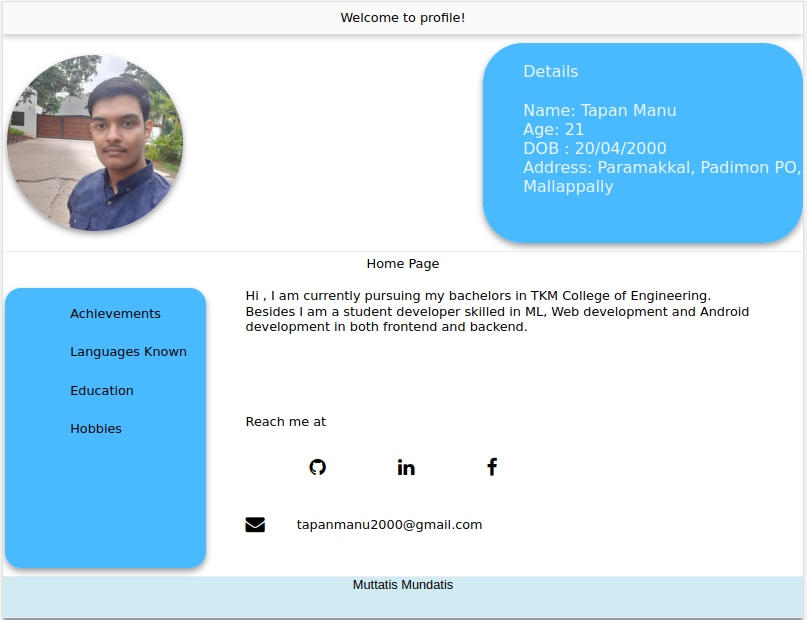 Welcome to profile!
Details
Name: Tapan Manu
Age: 21
DOB : 20/04/2000
Address: Paramakkal, Padimon PO,
Mallappally
Home Page
Achievements
Languages Known
Education
Hobbies
Hi , I am currently pursuing my bachelors in TKM College of Engineering.
Besides I am a student developer skilled in ML, Web development and Android
development in both frontend and backend.
Reach me at
tapanmanu2000@gmail.com
Muttatis Mundatis